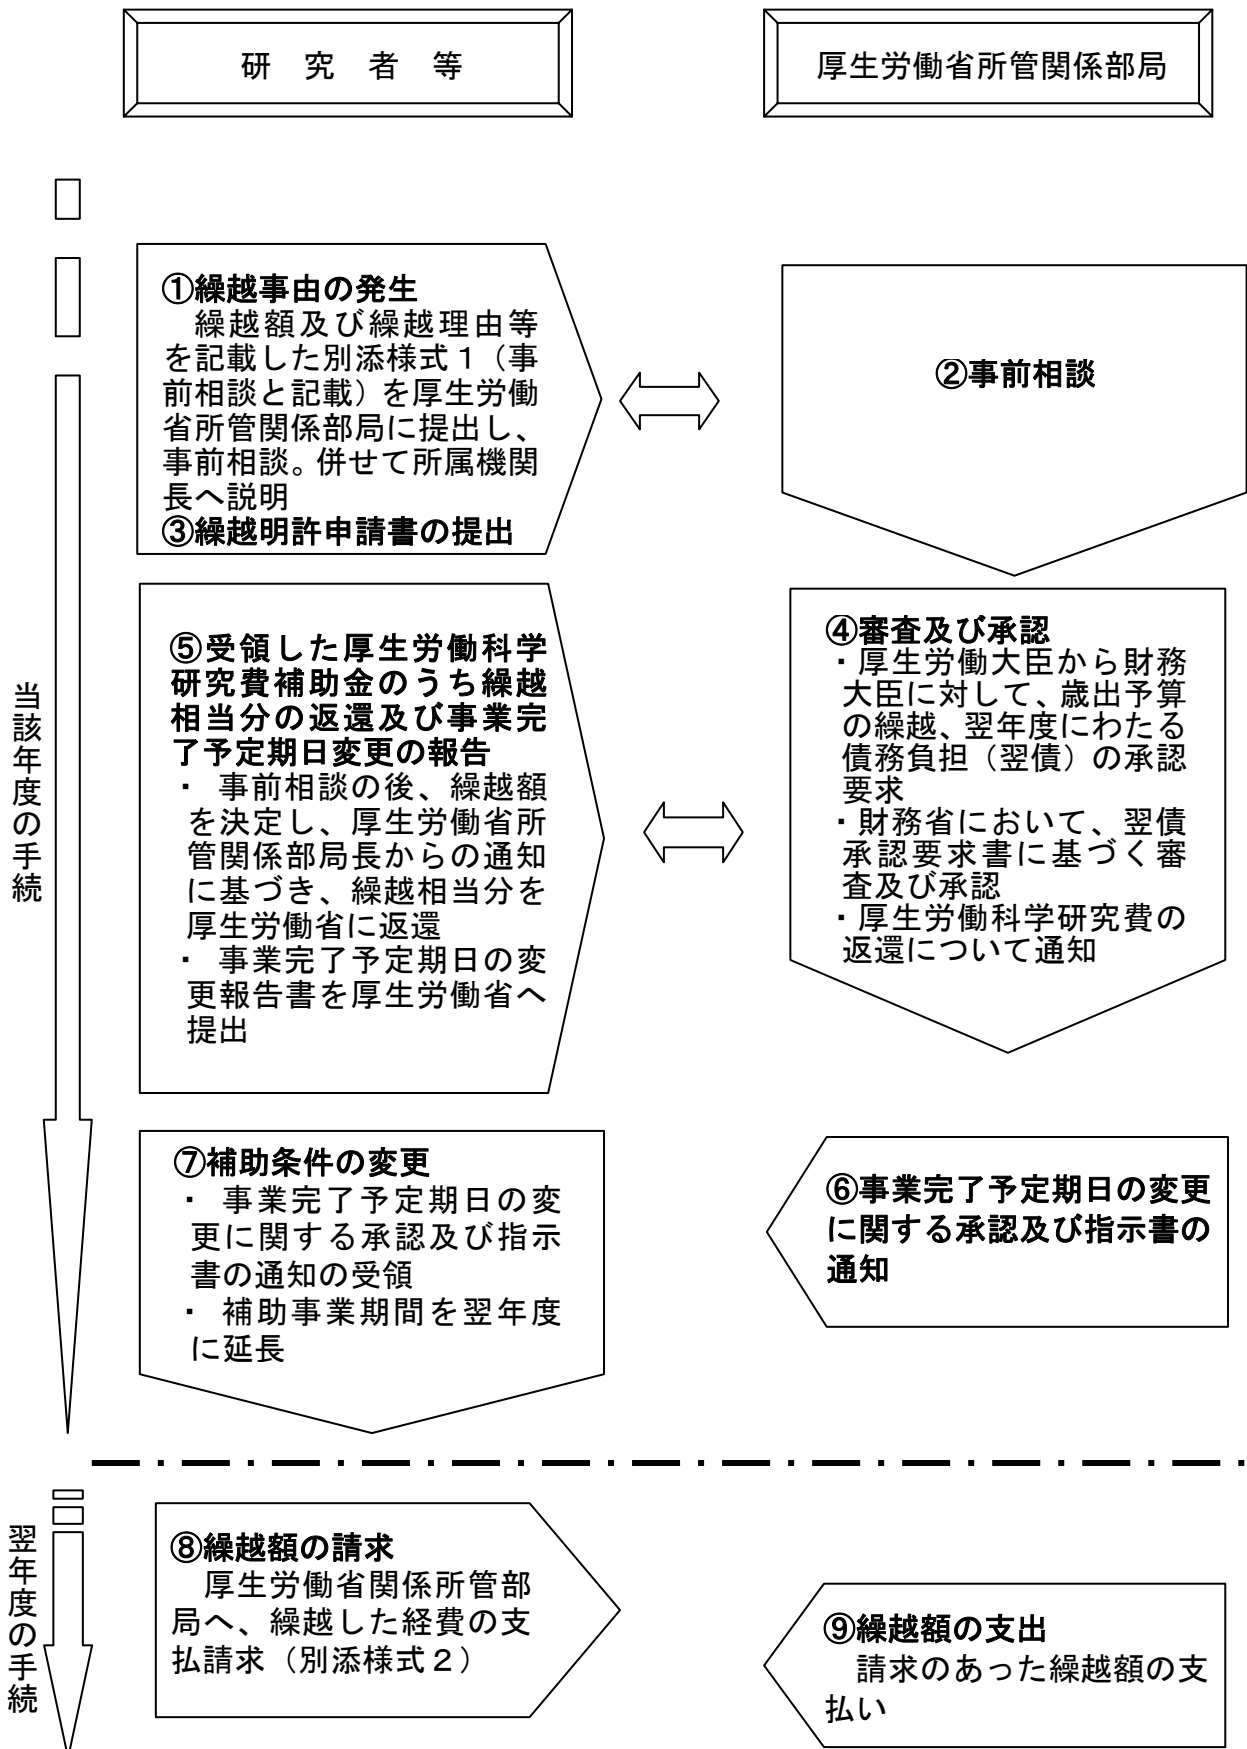 研究者等
厚生労働省所管関係部局
当該年度の手続
①繰越事由の発生
繰越額及び繰越理由等
を記載した別添様式１（事
前相談と記載）を厚生労働
省所管関係部局に提出し、
事前相談。併せて所属機関
長へ説明
③繰越明許申請書の提出
②事前相談
⑤受領した厚生労働科学
研究費補助金のうち繰越
相当分の返還及び事業完
了予定期日変更の報告
・ 事前相談の後、繰越額
を決定し、厚生労働省所
管関係部局長からの通知
に基づき、繰越相当分を
厚生労働省に返還
・ 事業完了予定期日の変
更報告書を厚生労働省へ
提出
④審査及び承認
・厚生労働大臣から財務
大臣に対して、歳出予算
の繰越、翌年度にわたる
債務負担（翌債）の承認
要求
・財務省において、翌債
承認要求書に基づく審
査及び承認
・厚生労働科学研究費の
返還について通知
⑦補助条件の変更
・ 事業完了予定期日の変
更に関する承認及び指示
書の通知の受領
・ 補助事業期間を翌年度
に延長
⑥事業完了予定期日の変更
に関する承認及び指示書の
通知
翌年度の手続
⑧繰越額の請求
厚生労働省関係所管部
局へ、繰越した経費の支
払請求（別添様式２）
⑨繰越額の支出
請求のあった繰越額の支
払い